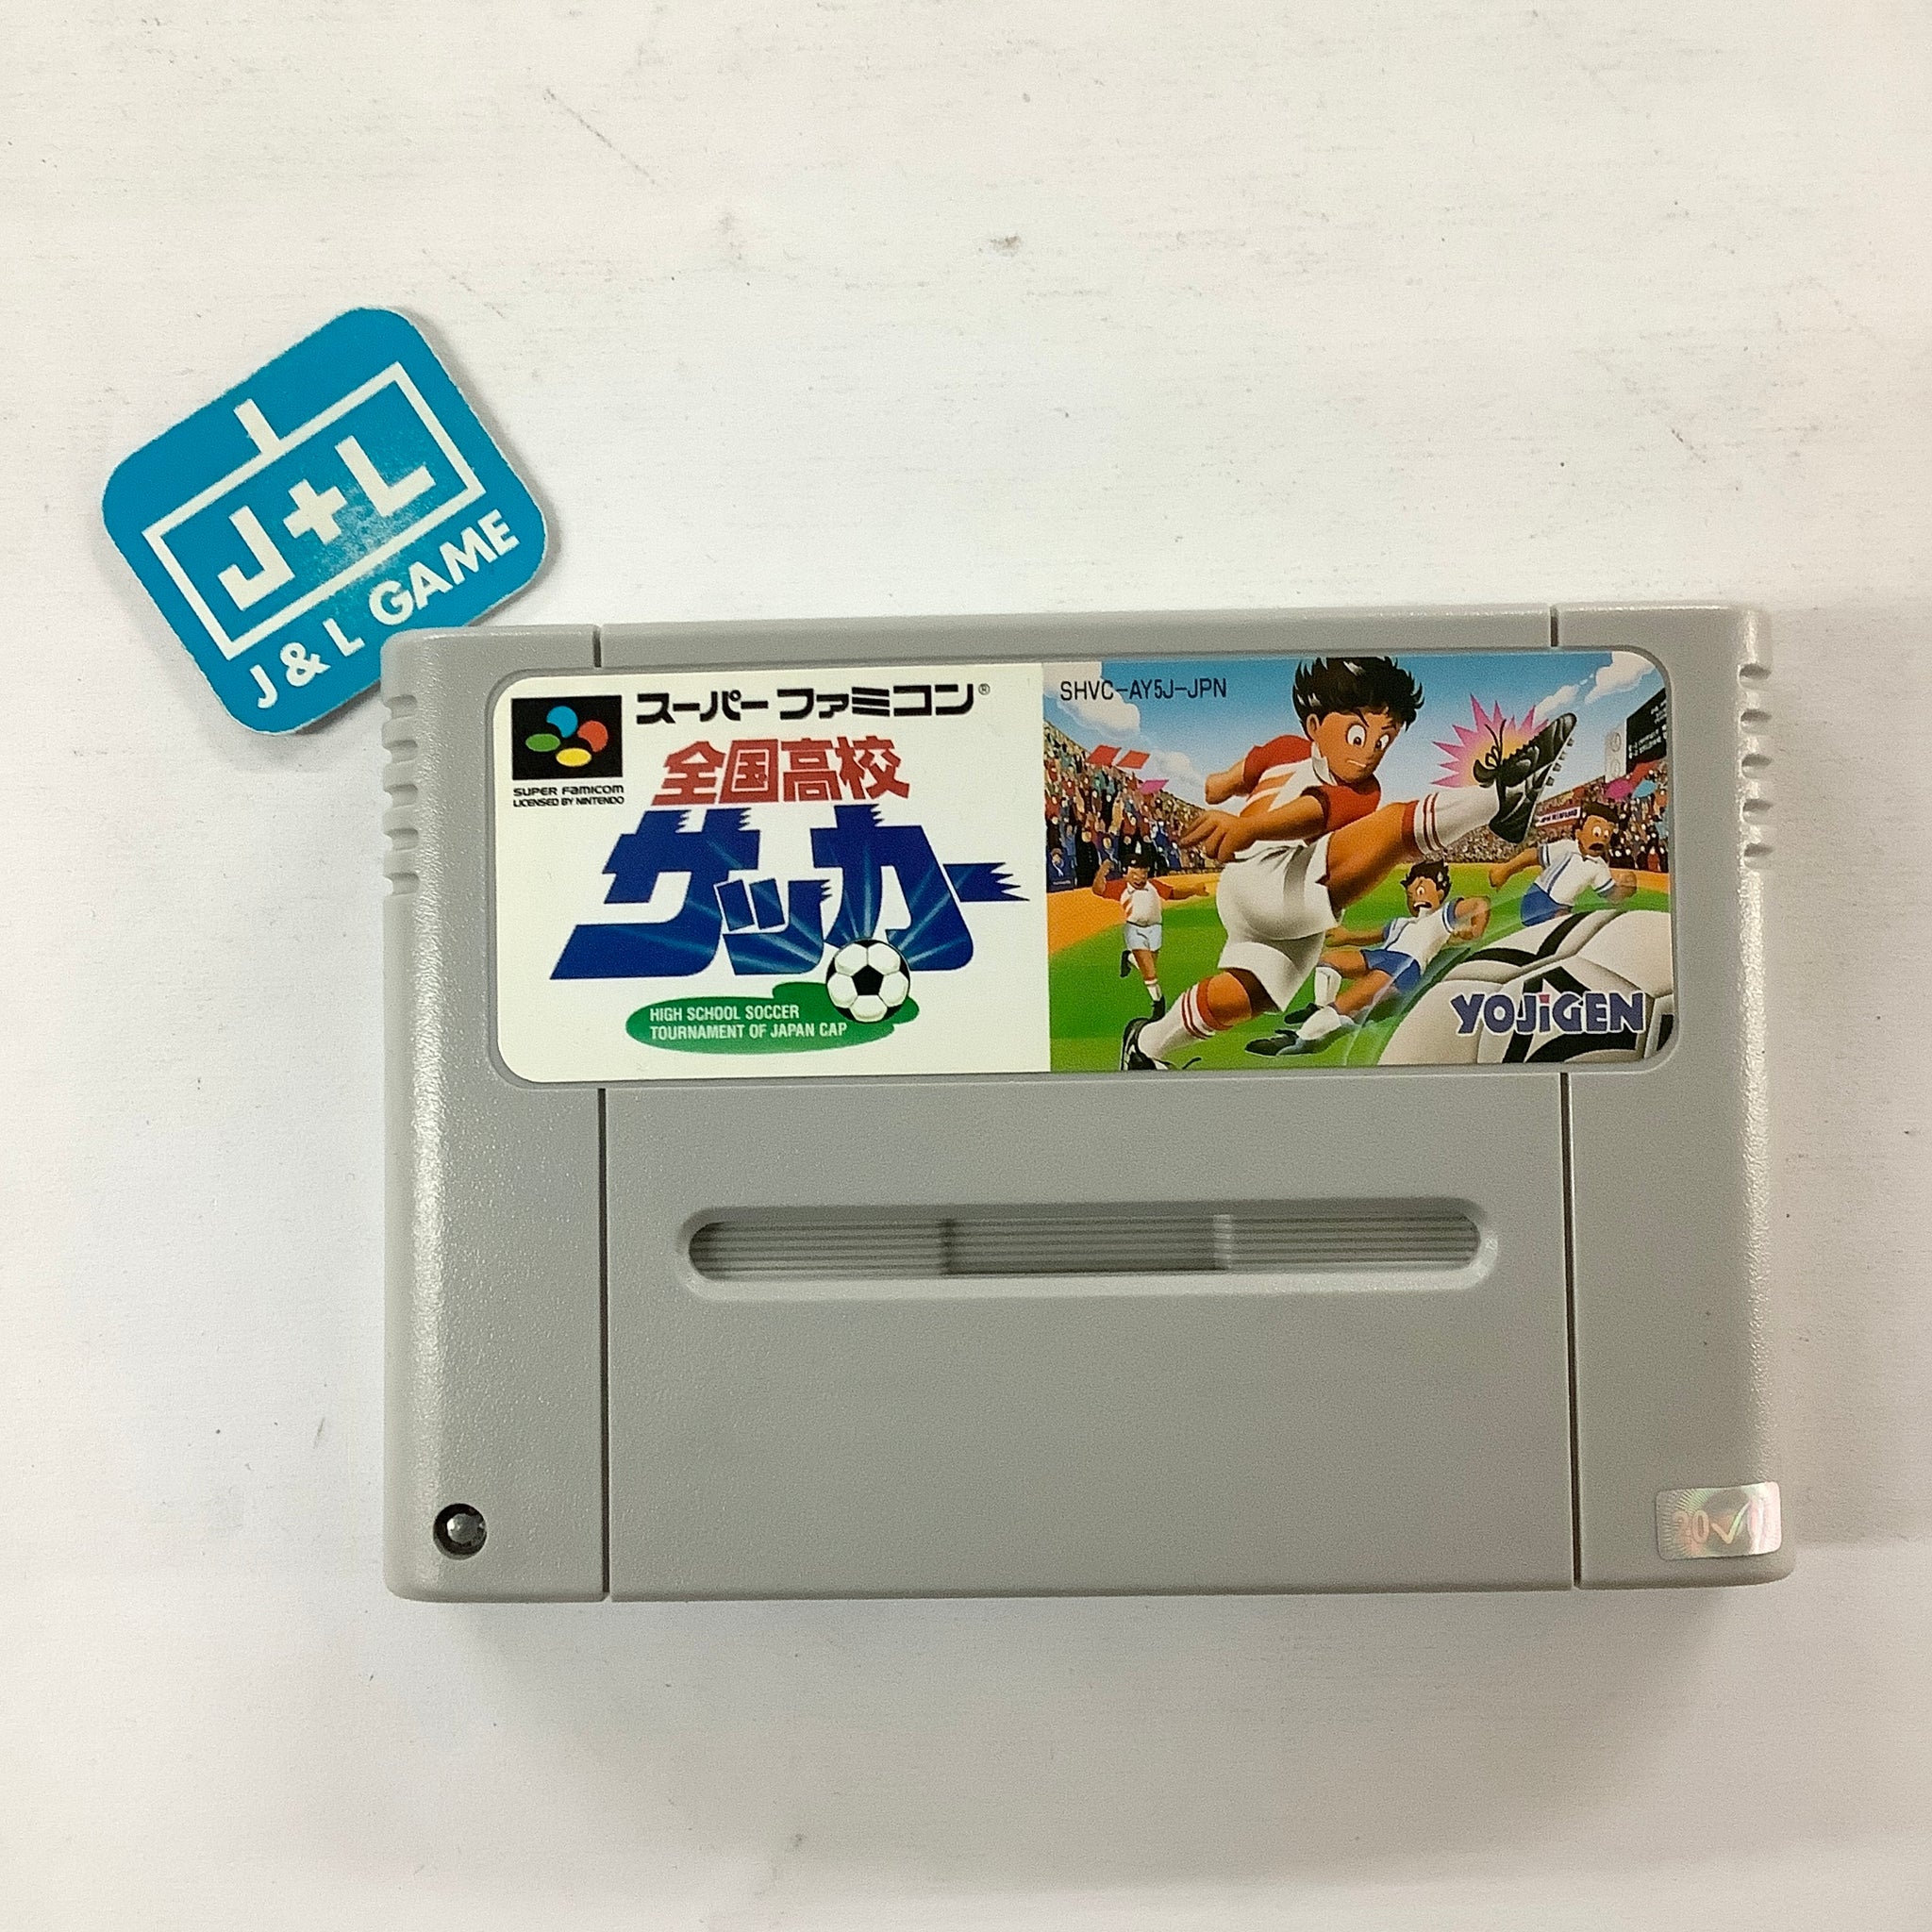 J+L
J & L GAME
スーパーファミコン®
SUPER FAMICOM
LICENSED BY NINTENDO
全国高校
サッカー
HIGH SCHOOL SOCCER
TOURNAMENT OF JAPAN CAP
SHVC-AY5J-JPN
YOJIGEN
20